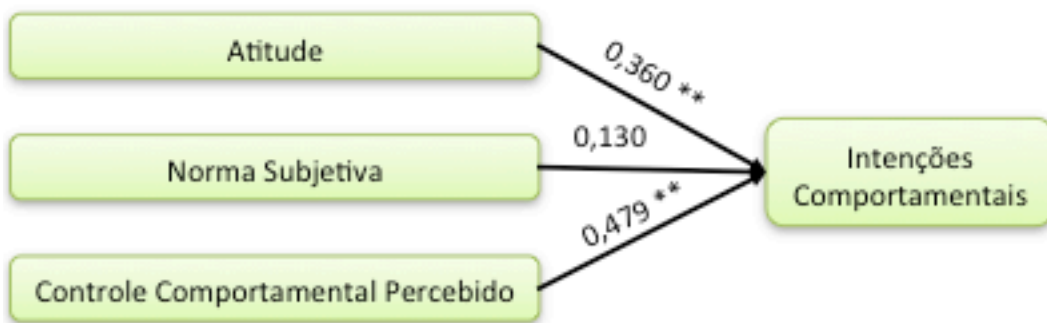 Atitude
0,360 **
Norma Subjetiva
0,130
Controle Comportamental Percebido
0,479 **
Intenções
Comportamentais